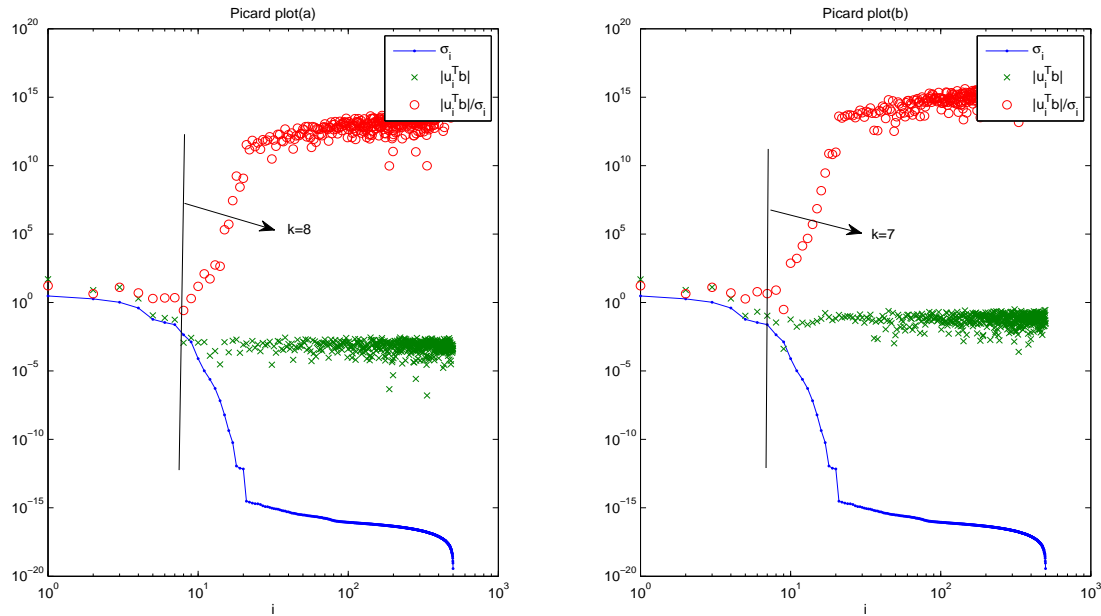 Picard plot(a)
10^20
10^15
10^10
10^5
10^0
10^−5
10^−10
10^−15
10^−20
σ_i
|u_i^T b|
|u_i^T b|/σ_i
k=8
10^0
10^1
10^2
10^3
i
Picard plot(b)
10^20
10^15
10^10
10^5
10^0
10^−5
10^−10
10^−15
10^−20
σ_i
|u_i^T b|
|u_i^T b|/σ_i
k=7
10^0
10^1
10^2
10^3
i